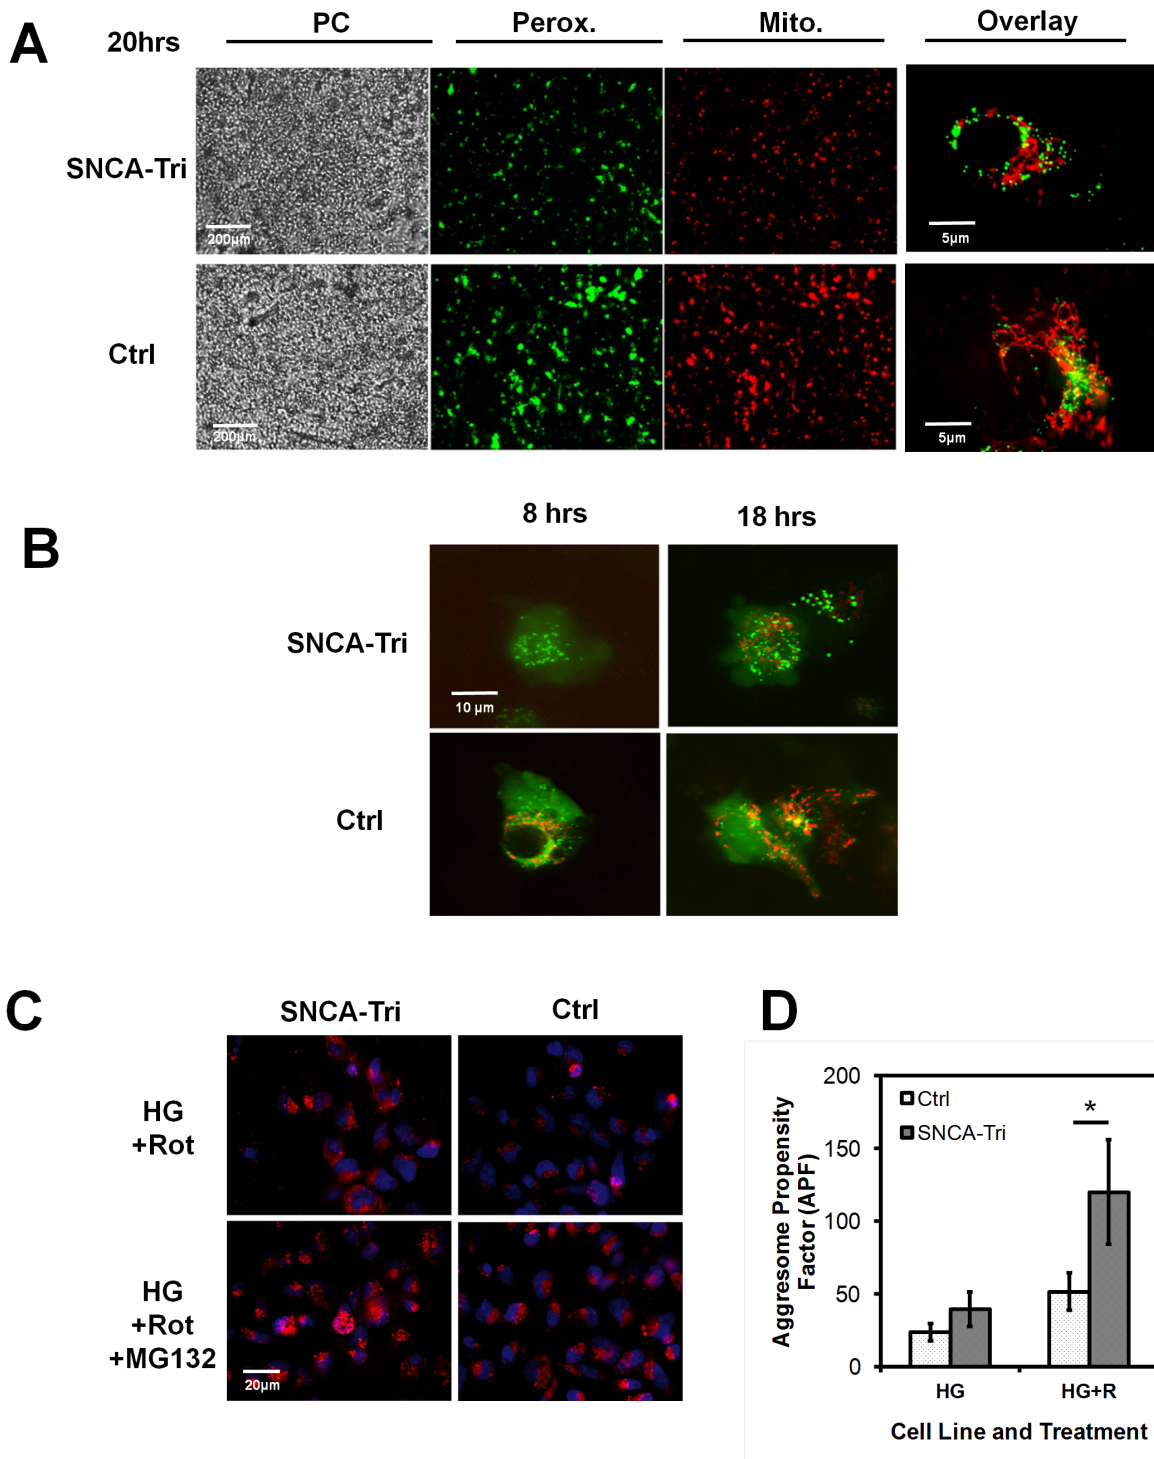 A
20hrs
PC
Perox.
Mito.
Overlay
SNCA-Tri
200µm
5µm
Ctrl
200µm
5µm
B
8 hrs
18 hrs
SNCA-Tri
10 µm
Ctrl
C
SNCA-Tri
Ctrl
HG
+Rot
HG
+Rot
+MG132
20µm
D
Aggresome Propensity
Factor (APF)
200
150
100
50
0
Ctrl
SNCA-Tri
*
HG
HG+R
Cell Line and Treatment